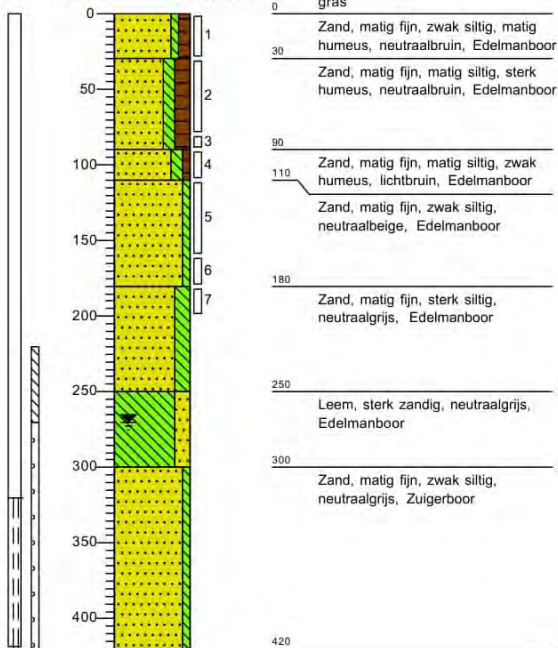 gras
0
Zand, matig fijn, zwak siltig, matig
humeus, neutraalbruin, Edelmanboor
30
Zand, matig fijn, matig siltig, sterk
humeus, neutraalbruin, Edelmanboor
90
Zand, matig fijn, matig siltig, zwak
humeus, lichtbruin, Edelmanboor
110
Zand, matig fijn, zwak siltig,
neutraalbeige, Edelmanboor
180
Zand, matig fijn, sterk siltig,
neutraalgrijs, Edelmanboor
250
Leem, sterk zandig, neutraalgrijs,
Edelmanboor
300
Zand, matig fijn, zwak siltig,
neutraalgrijs, Zuigerboor
420
0
50
100
150
200
250
300
350
400
1
2
3
4
5
6
7